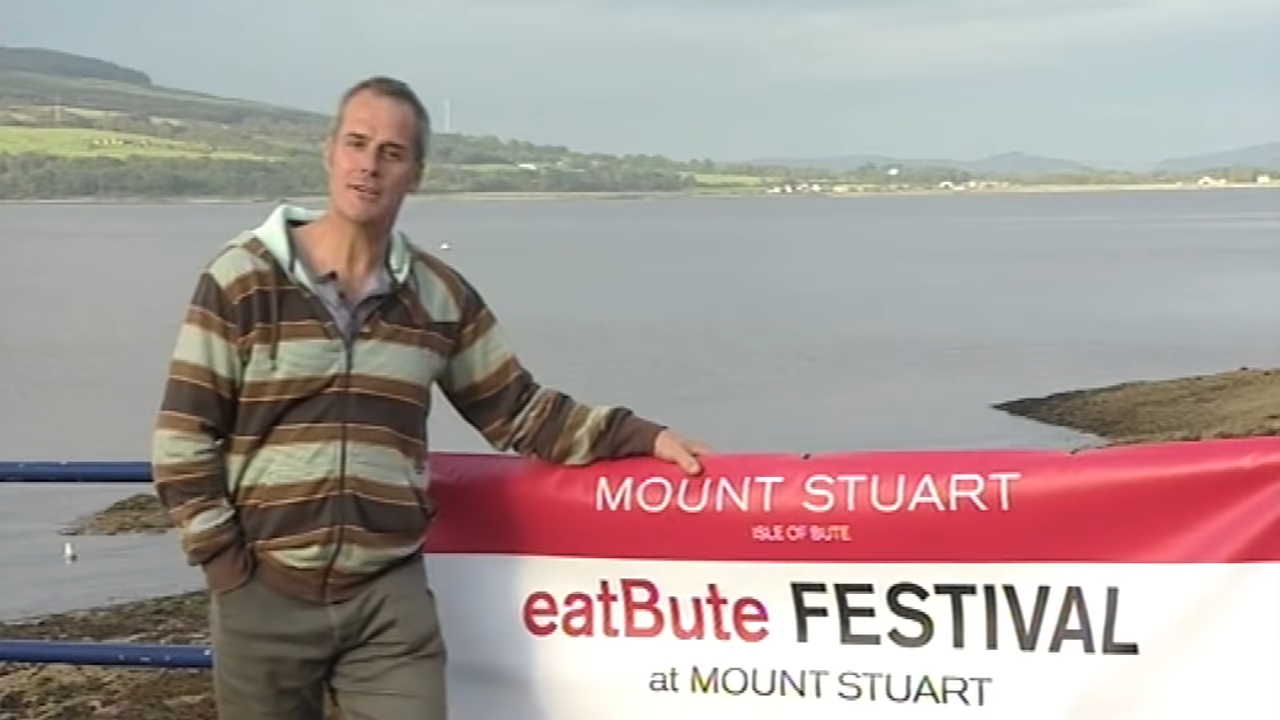 MOUNT STUART
ISLE OF BUTE
eatBute FESTIVAL
at MOUNT STUART